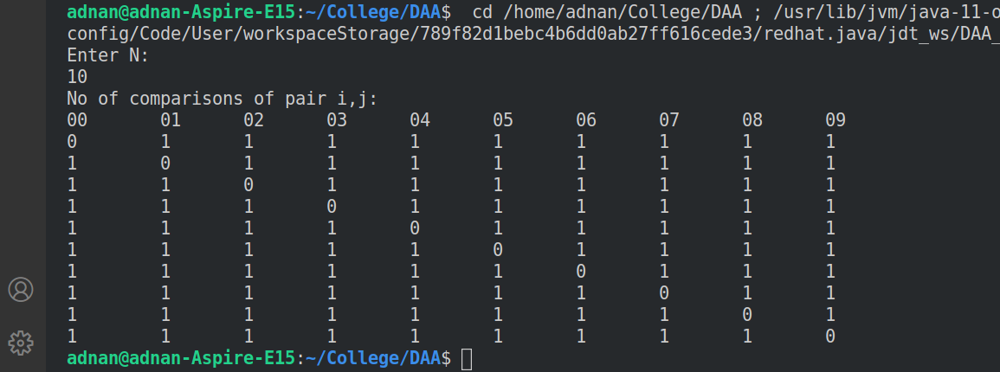 adnan@adnan-Aspire-E15:~/College/DAA$  cd /home/adnan/College/DAA ; /usr/lib/jvm/java-11-o
config/Code/User/workspaceStorage/789f82d1bebc4b6dd0ab27ff616cede3/redhat.java/jdt_ws/DAA_
Enter N:
10
No of comparisons of pair i,j:
00 01 02 03 04 05 06 07 08 09
0 1 1 1 1 1 1 1 1 1
1 0 1 1 1 1 1 1 1 1
1 1 0 1 1 1 1 1 1 1
1 1 1 0 1 1 1 1 1 1
1 1 1 1 0 1 1 1 1 1
1 1 1 1 1 0 1 1 1 1
1 1 1 1 1 1 0 1 1 1
1 1 1 1 1 1 1 0 1 1
1 1 1 1 1 1 1 1 0 1
1 1 1 1 1 1 1 1 1 0
adnan@adnan-Aspire-E15:~/College/DAA$